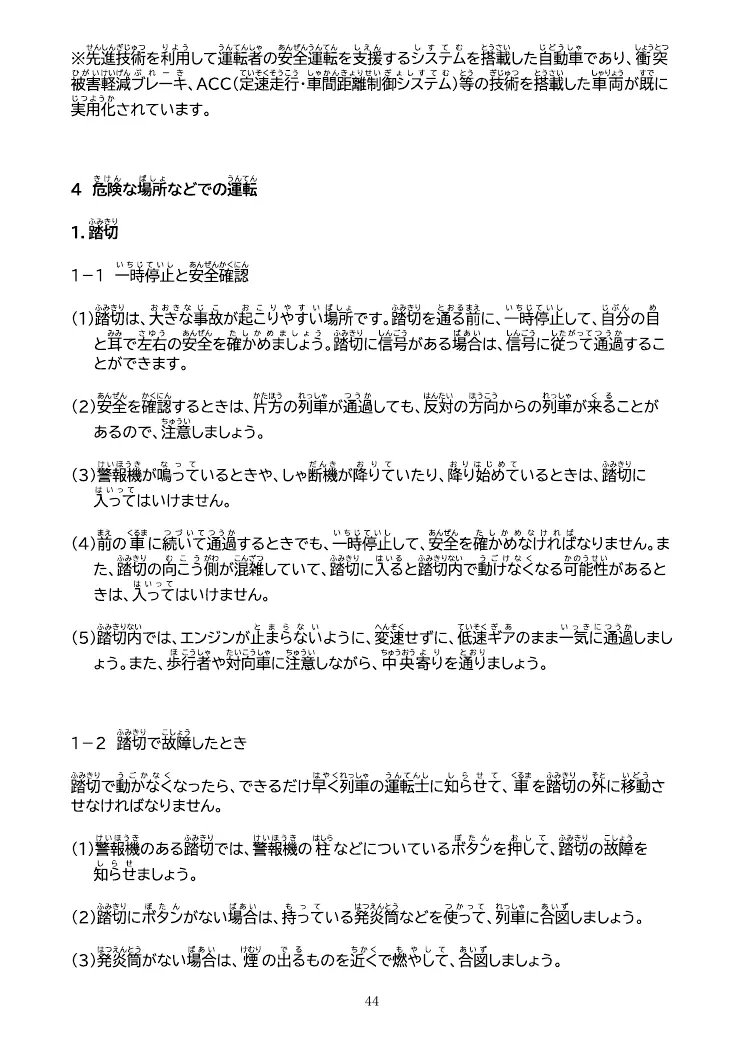 ※先進技術を利用して運転者の安全運転を支援するシステムを搭載した自動車であり、衝突
被害軽減ブレーキ、ACC(定速走行・車間距離制御システム)等の技術を搭載した車両が既に
実用化されています。
4 危険な場所などでの運転
1. 踏切
1-1 一時停止と安全確認
(1)踏切は、大きな事故が起こりやすい場所です。踏切を通る前に、一時停止して、自分の目
と耳で左右の安全を確かめましょう。踏切に信号がある場合は、信号に従って通過するこ
とができます。
(2)安全を確認するときは、片方の列車が通過しても、反対の方向からの列車が来ることが
あるので、注意しましょう。
(3)警報機が鳴っているときや、しゃ断機が降りていたり、降り始めているときは、踏切に
入ってはいけません。
(4)前の車に続いて通過するときでも、一時停止して、安全を確かめなければなりません。ま
た、踏切の向こう側が混雑していて、踏切に入ると踏切内で動けなくなる可能性があると
きは、入ってはいけません。
(5)踏切内では、エンジンが止まらないように、変速せずに、低速ギアのまま一気に通過しまし
ょう。また、歩行者や対向車に注意しながら、中央寄りを通りましょう。
1-2 踏切で故障したとき
踏切で動かなくなったら、できるだけ早く列車の運転士に知らせて、車を踏切の外に移動さ
せなければなりません。
(1)警報機のある踏切では、警報機の柱などについているボタンを押して、踏切の故障を
知らせましょう。
(2)踏切にボタンがない場合は、持っている発炎筒などを使って、列車に合図しましょう。
(3)発炎筒がない場合は、煙の出るものを近くで燃やして、合図しましょう。
44